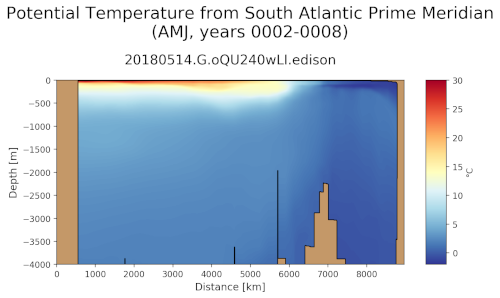 Potential Temperature from South Atlantic Prime Meridian
(AMJ, years 0002-0008)
20180514.G.oQU240wLI.edison
0
−500
−1000
−1500
−2000
−2500
−3000
−3500
−4000
Depth [m]
0 1000 2000 3000 4000 5000 6000 7000 8000
Distance [km]
30
25
20
15
10
5
0
°C